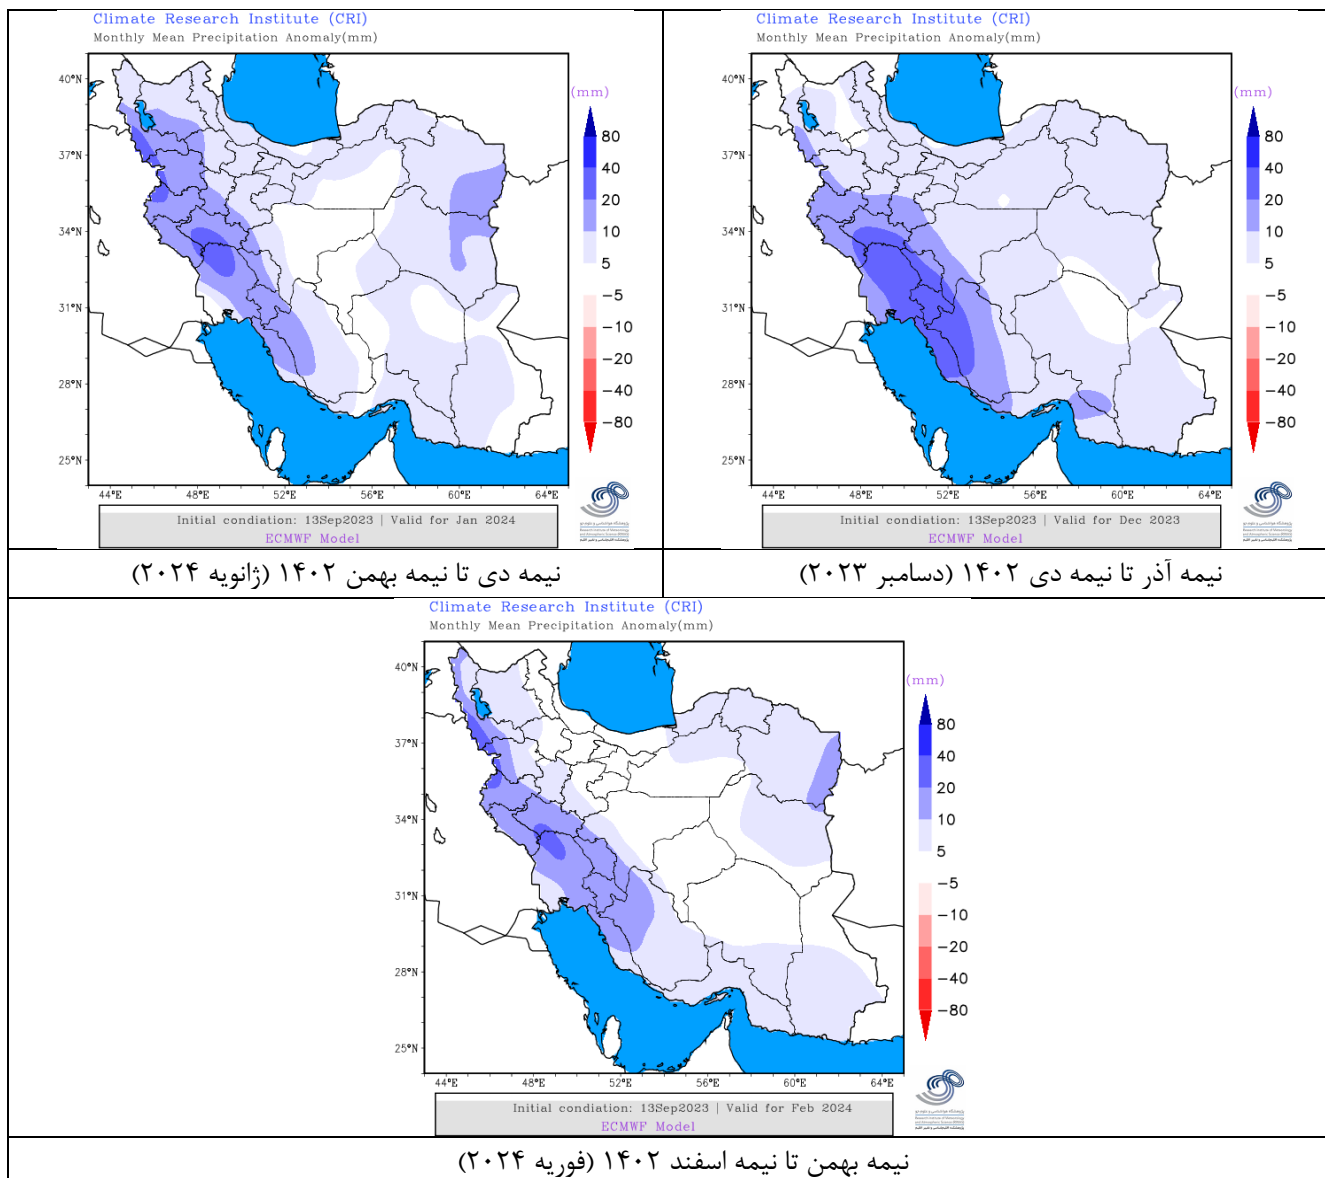 Climate Research Institute (CRI)
Monthly Mean Precipitation Anomaly(mm)
40°N
37°N
34°N
31°N
28°N
25°N
44°E 48°E 52°E 56°E 60°E 64°E
(mm)
80
40
20
10
5
−5
−10
−20
−40
−80
Initial condiation: 13Sep2023 | Valid for Jan 2024
ECMWF Model
نیمه دی تا نیمه بهمن ۱۴۰۲ (ژانویه ۲۰۲۴)
Climate Research Institute (CRI)
Monthly Mean Precipitation Anomaly(mm)
40°N
37°N
34°N
31°N
28°N
25°N
44°E 48°E 52°E 56°E 60°E 64°E
(mm)
80
40
20
10
5
−5
−10
−20
−40
−80
Initial condiation: 13Sep2023 | Valid for Dec 2023
ECMWF Model
نیمه آذر تا نیمه دی ۱۴۰۲ (دسامبر ۲۰۲۳)
Climate Research Institute (CRI)
Monthly Mean Precipitation Anomaly(mm)
40°N
37°N
34°N
31°N
28°N
25°N
44°E 48°E 52°E 56°E 60°E 64°E
(mm)
80
40
20
10
5
−5
−10
−20
−40
−80
Initial condiation: 13Sep2023 | Valid for Feb 2024
ECMWF Model
نیمه بهمن تا نیمه اسفند ۱۴۰۲ (فوریه ۲۰۲۴)